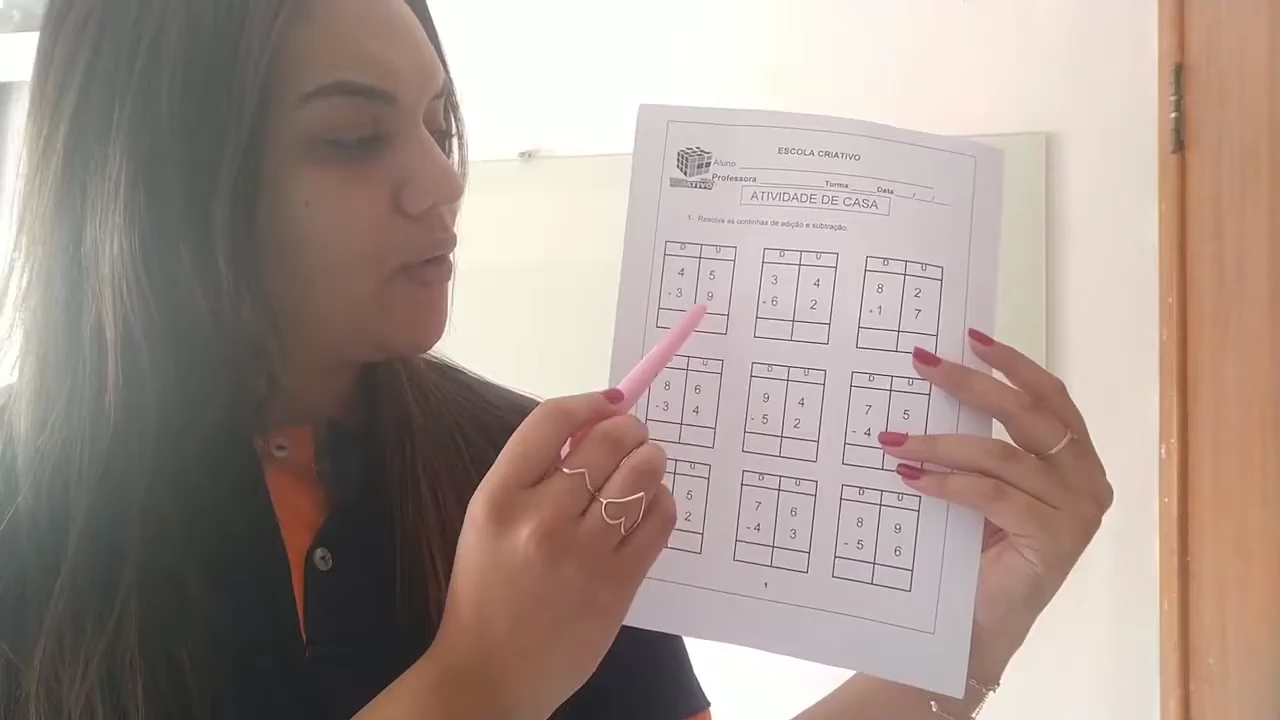 ESCOLA CRIATIVO
Aluno
Professora Turma Data / /
ATIVO
ATIVIDADE DE CASA
1- Resolva as continhas de adição e subtração.
D U D U D U
4 5 3 4 8 2
- 3 9 - 6 2 + 1 7
U D U D U
8 6 9 4 7 5
- 3 4 - 5 2 - 4
U D U D U
5 7 6 8 9
2 - 4 3 - 5 6
1